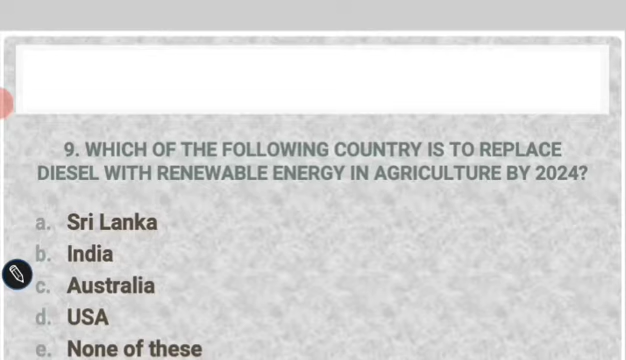 9. WHICH OF THE FOLLOWING COUNTRY IS TO REPLACE
DIESEL WITH RENEWABLE ENERGY IN AGRICULTURE BY 2024?
a. Sri Lanka
b. India
c. Australia
d. USA
e. None of these